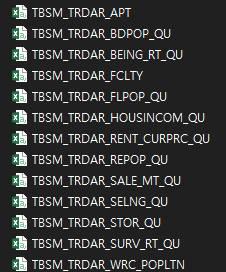 TBSM_TRDAR_APT
TBSM_TRDAR_BDPOP_QU
TBSM_TRDAR_BEING_RT_QU
TBSM_TRDAR_FCLTY
TBSM_TRDAR_FLPOP_QU
TBSM_TRDAR_HOUSINCOM_QU
TBSM_TRDAR_RENT_CURPRC_QU
TBSM_TRDAR_REPOP_QU
TBSM_TRDAR_SALE_MT_QU
TBSM_TRDAR_SELNG_QU
TBSM_TRDAR_STOR_QU
TBSM_TRDAR_SURV_RT_QU
TBSM_TRDAR_WRC_POPLTN